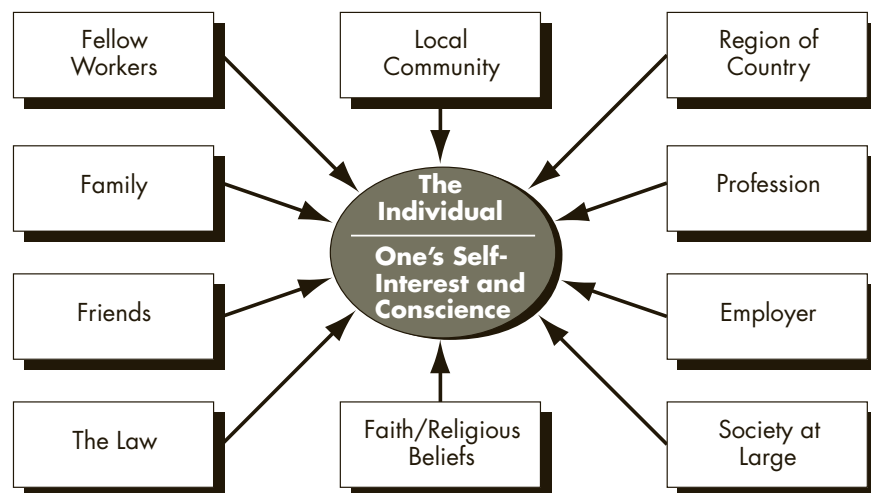 Fellow
Workers
Local
Community
Region of
Country
Family
The
Individual
One's Self-
Interest and
Conscience
Profession
Friends
Employer
The Law
Faith/Religious
Beliefs
Society at
Large